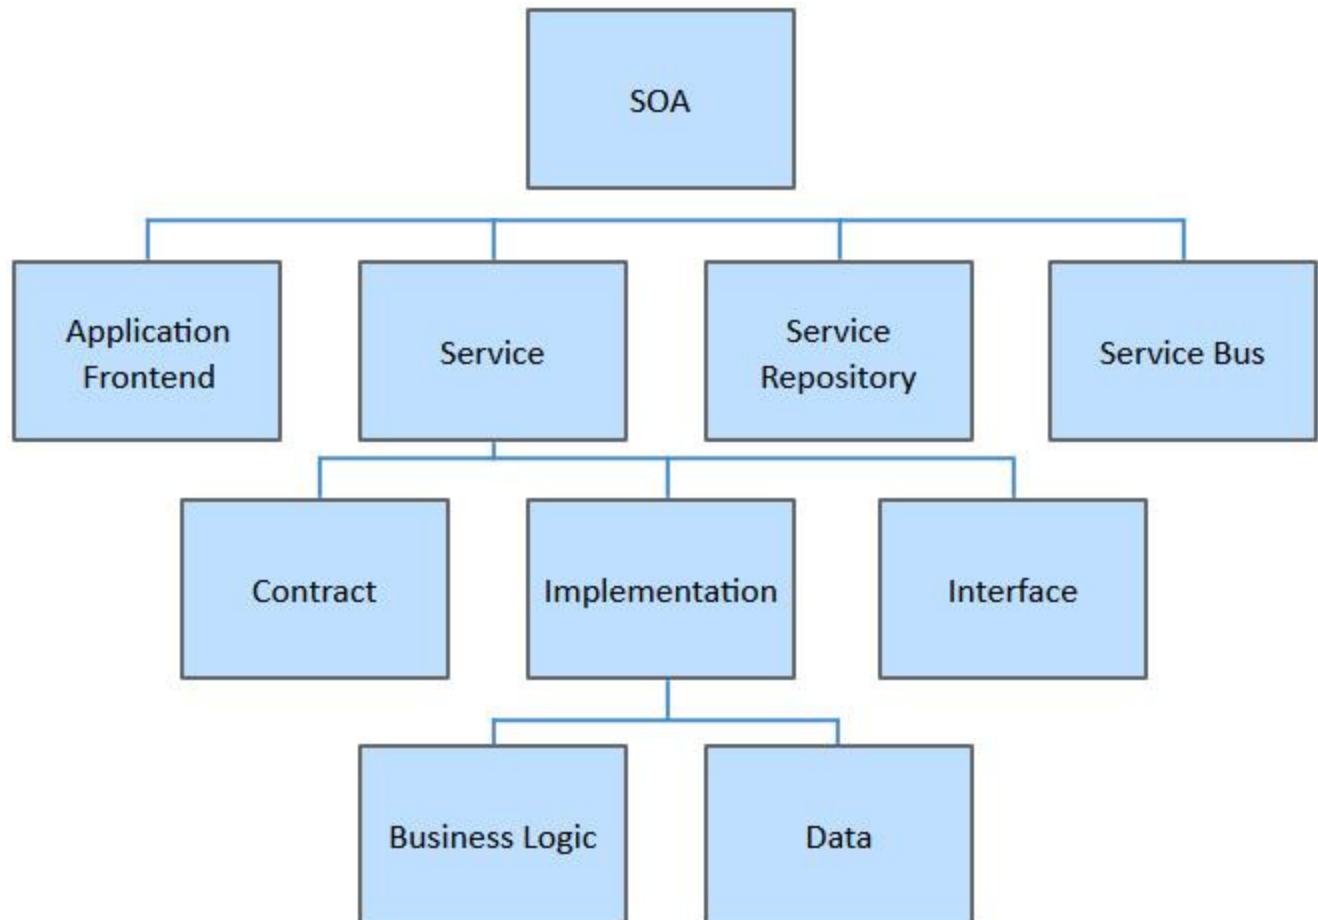 SOA
Application
Frontend
Service
Service
Repository
Service Bus
Contract
Implementation
Interface
Business Logic
Data